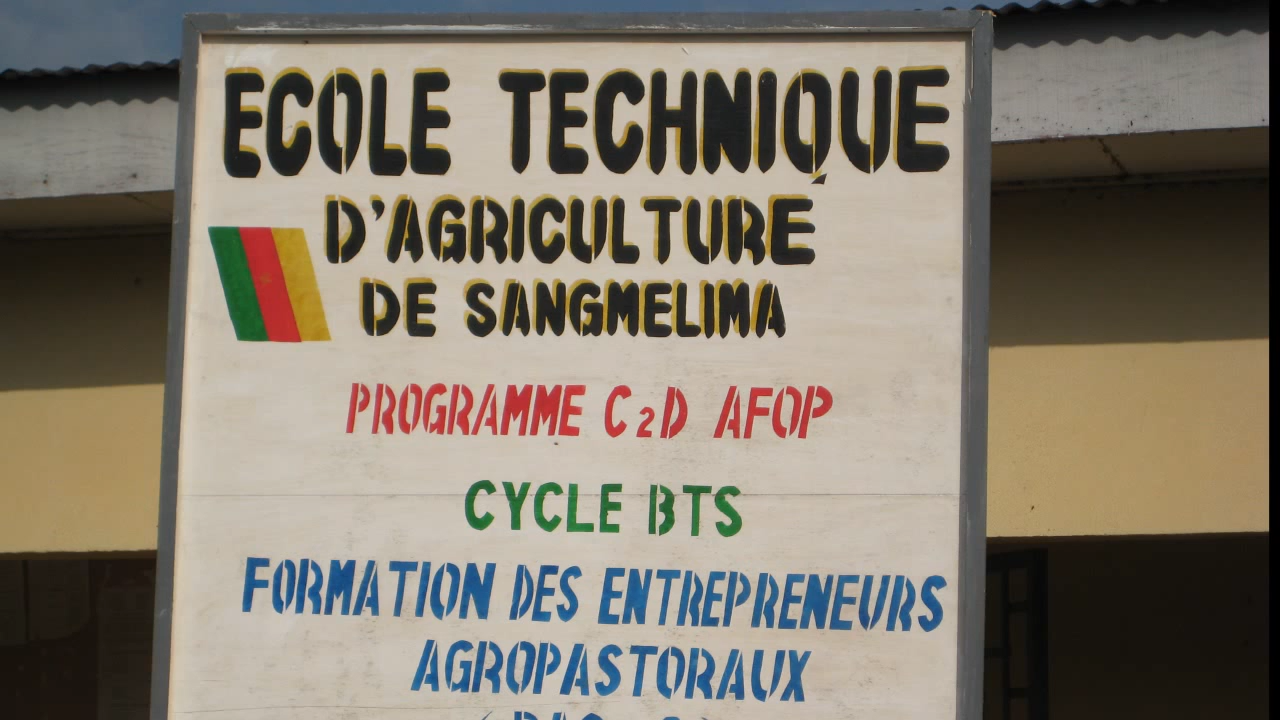 ECOLE TECHNIQUE
D'AGRICULTURE
DE SANGMELIMA
PROGRAMME C2D AFOP
CYCLE BTS
FORMATION DES ENTREPRENEURS
AGROPASTORAUX